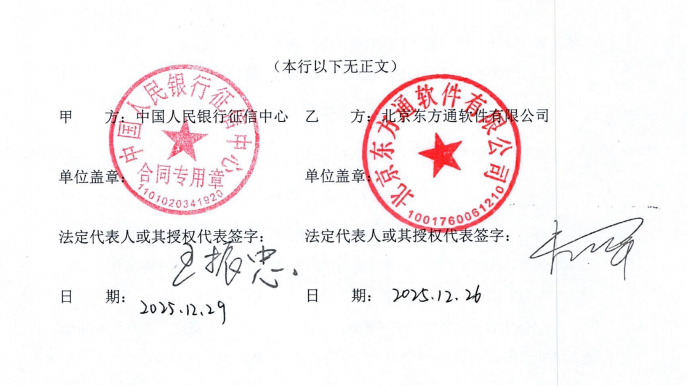 （本行以下无正文）
甲　　方：中国人民银行征信中心　乙　　方：北京东方通软件有限公司
中国人民银行征信中心
合同专用章
1101020341920
北京东方通软件有限公司
1001760061210
单位盖章：　单位盖章：
法定代表人或其授权代表签字：　法定代表人或其授权代表签字：
王振忠
日　　期：2025.12.29　日　　期：2025.12.26